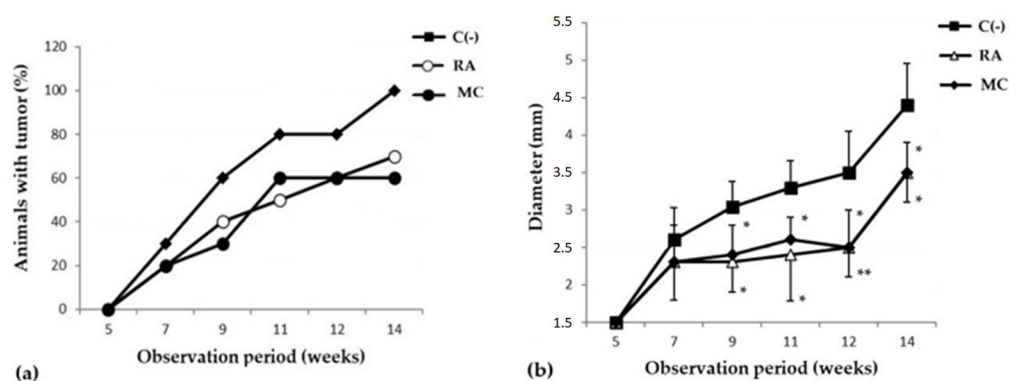 C(-)
RA
MC
120
100
80
60
40
20
0
5 7 9 11 12 14
Animals with tumor (%)
Observation period (weeks)
(a)
C(-)
RA
MC
5.5
5
4.5
4
3.5
3
2.5
2
1.5
* * * *
* * ** *
5 7 9 11 12 14
Diameter (mm)
Observation period (weeks)
(b)